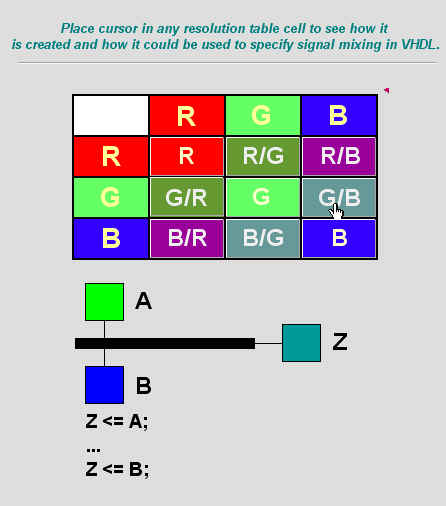 Place cursor in any resolution table cell to see how it
is created and how it could be used to specify signal mixing in VHDL.
R G B
R R R/G R/B
G G/R G G/B
B B/R B/G B
A
Z
B
Z <= A;
...
Z <= B;